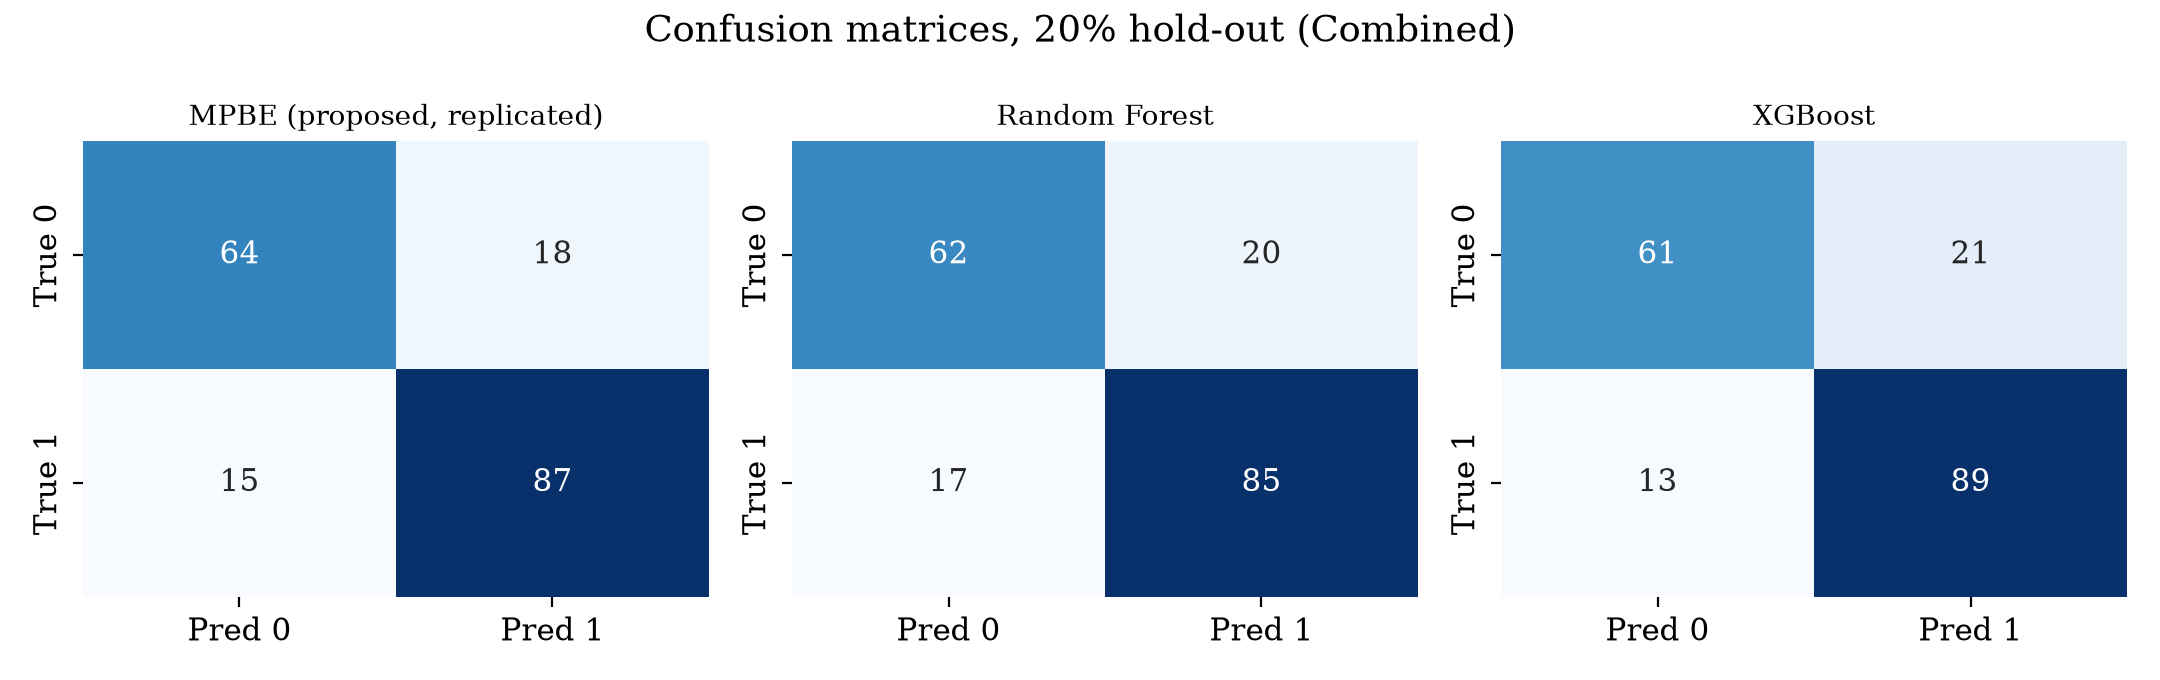 Confusion matrices, 20% hold-out (Combined)
MPBE (proposed, replicated)
True 0
64
18
True 1
15
87
Pred 0
Pred 1
Random Forest
True 0
62
20
True 1
17
85
Pred 0
Pred 1
XGBoost
True 0
61
21
True 1
13
89
Pred 0
Pred 1